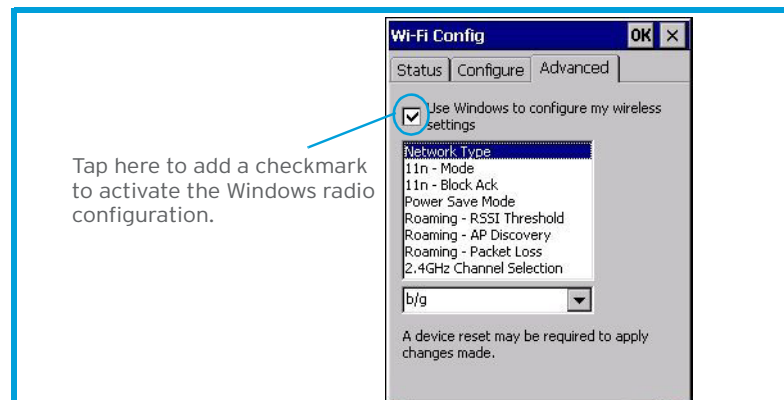 Wi-Fi Config OK ×
Status Configure Advanced
Use Windows to configure my wireless
settings
Tap here to add a checkmark
to activate the Windows radio
configuration.
Network Type
11n - Mode
11n - Block Ack
Power Save Mode
Roaming - RSSI Threshold
Roaming - AP Discovery
Roaming - Packet Loss
2.4GHz Channel Selection
b/g
A device reset may be required to apply
changes made.